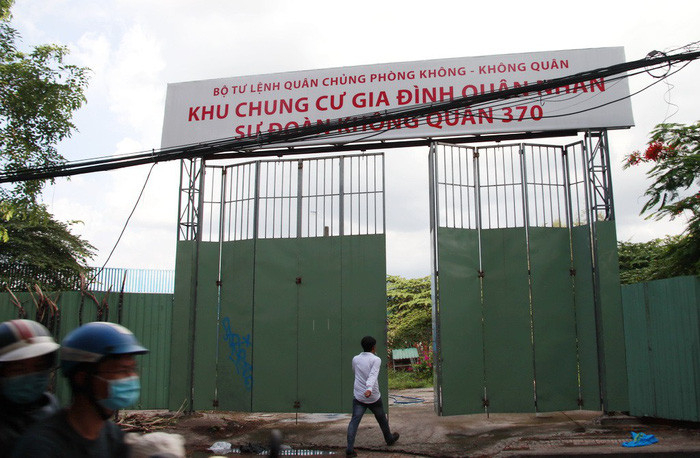 BỘ TƯ LỆNH QUÂN CHỦNG PHÒNG KHÔNG - KHÔNG QUÂN
KHU CHUNG CƯ GIA ĐÌNH QUÂN NHÂN
SƯ ĐOÀN KHÔNG QUÂN 370